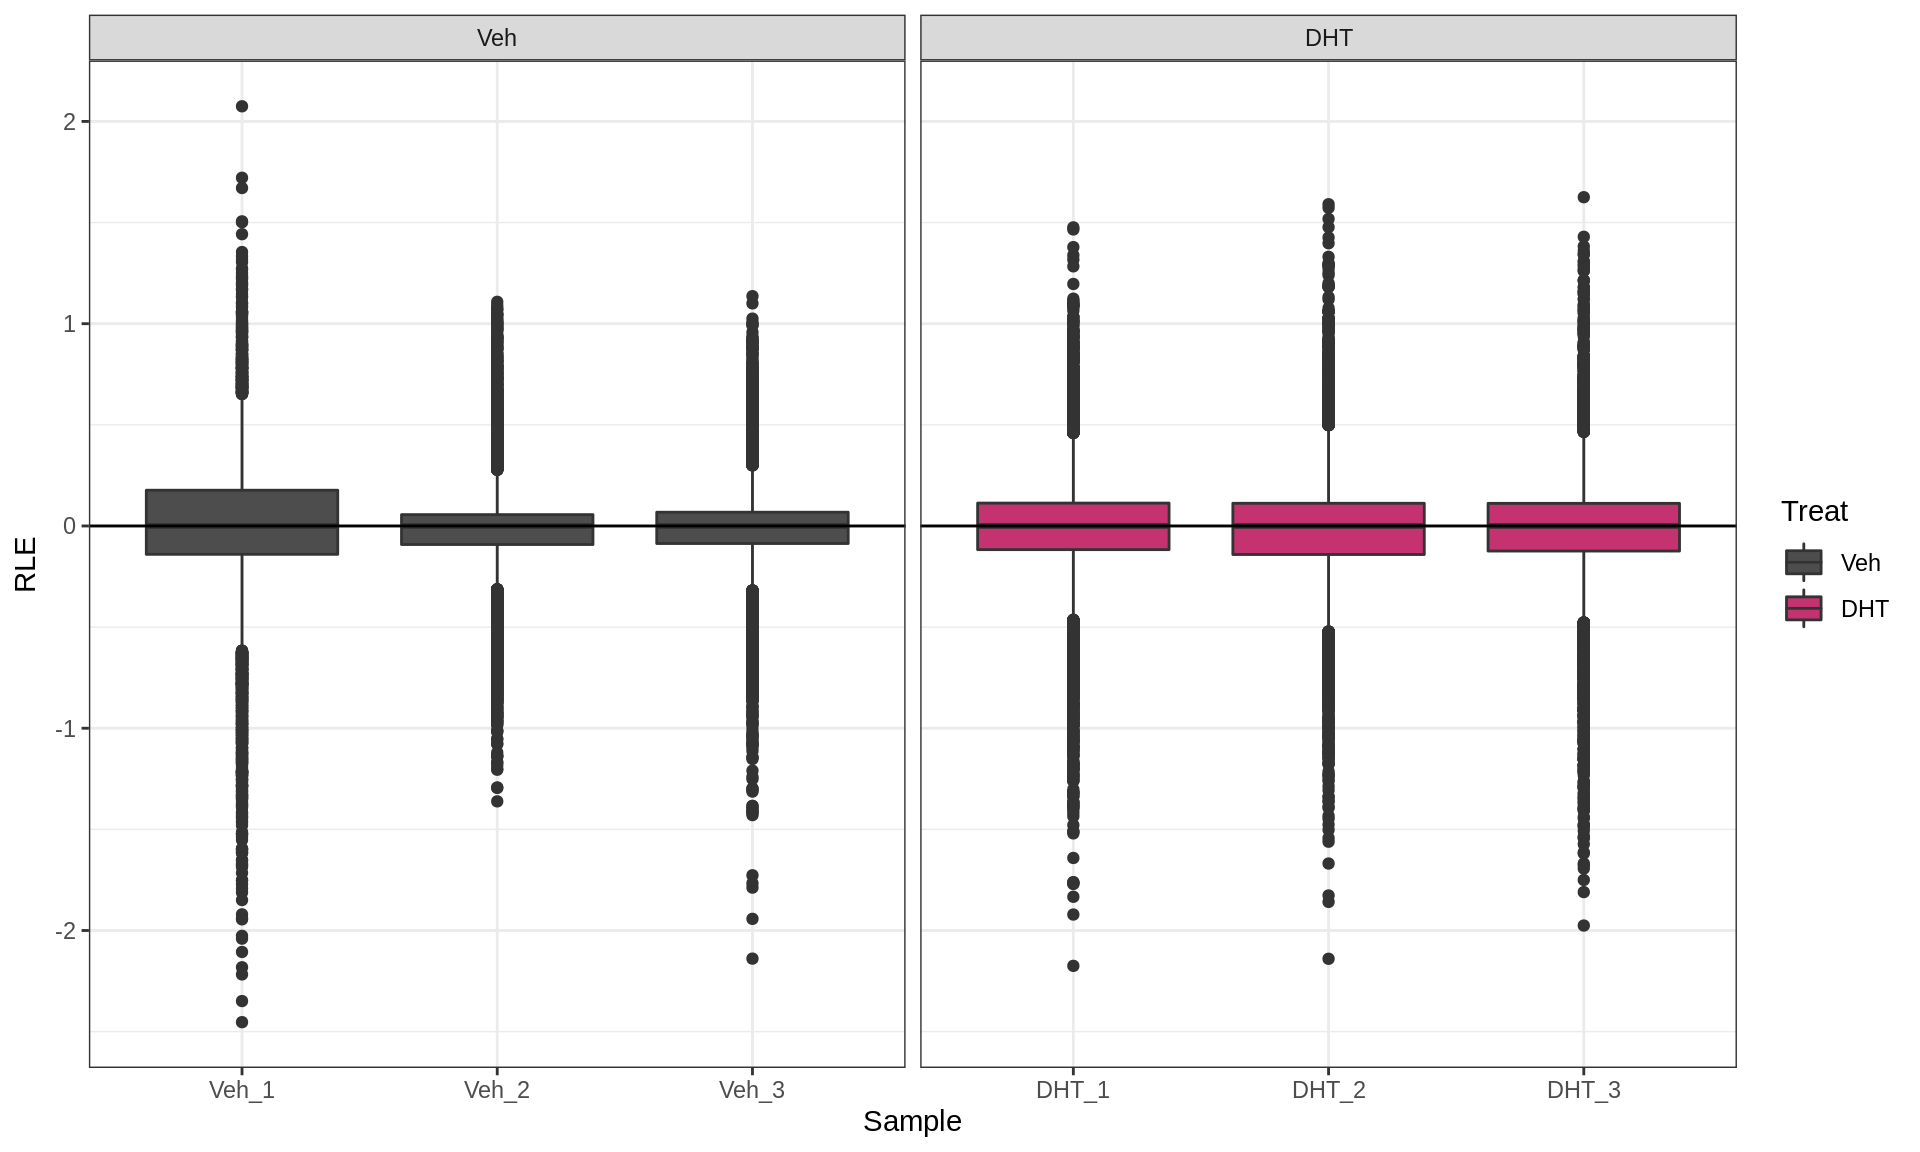 Veh
DHT
2
1
0
-1
-2
RLE
Veh_1
Veh_2
Veh_3
DHT_1
DHT_2
DHT_3
Sample
Treat
Veh
DHT